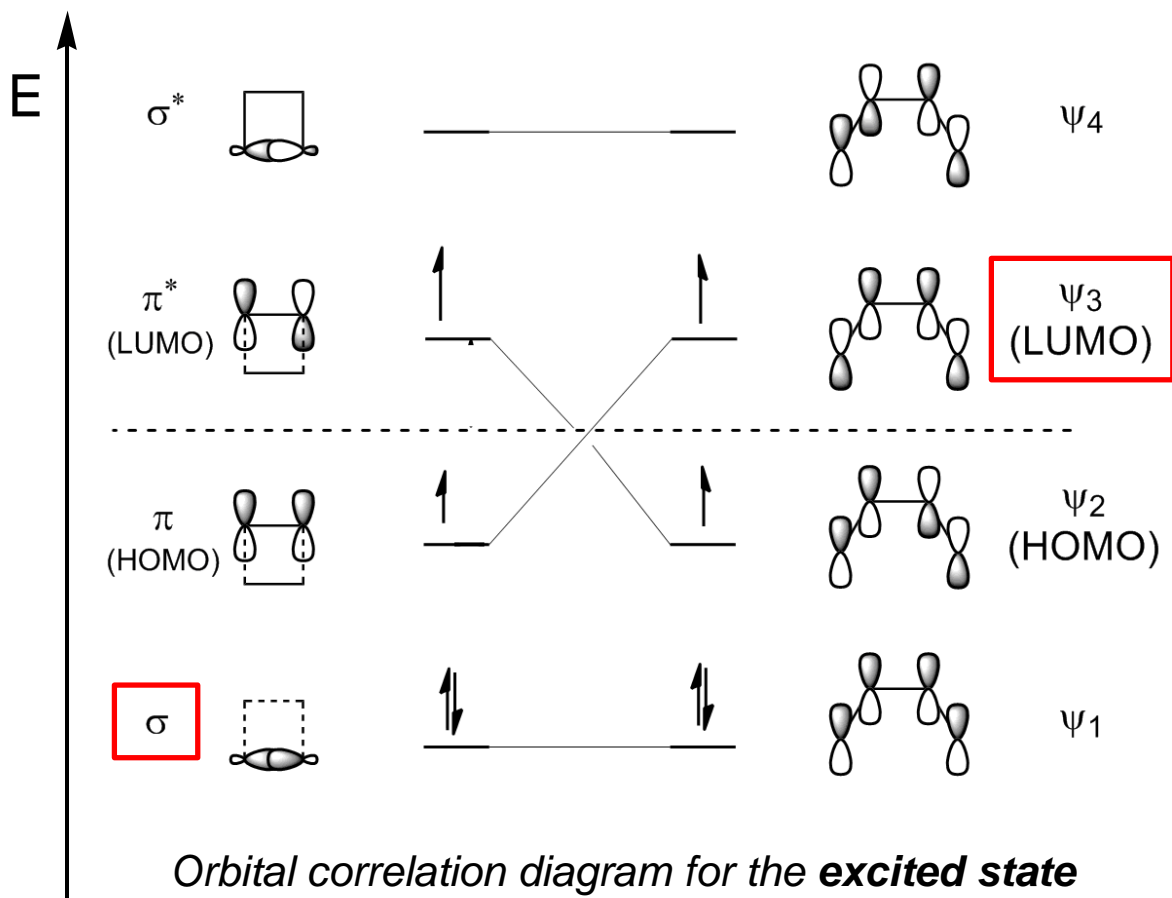 E
σ*
ψ4
π*
(LUMO)
ψ3
(LUMO)
π
(HOMO)
ψ2
(HOMO)
σ
ψ1
Orbital correlation diagram for the excited state